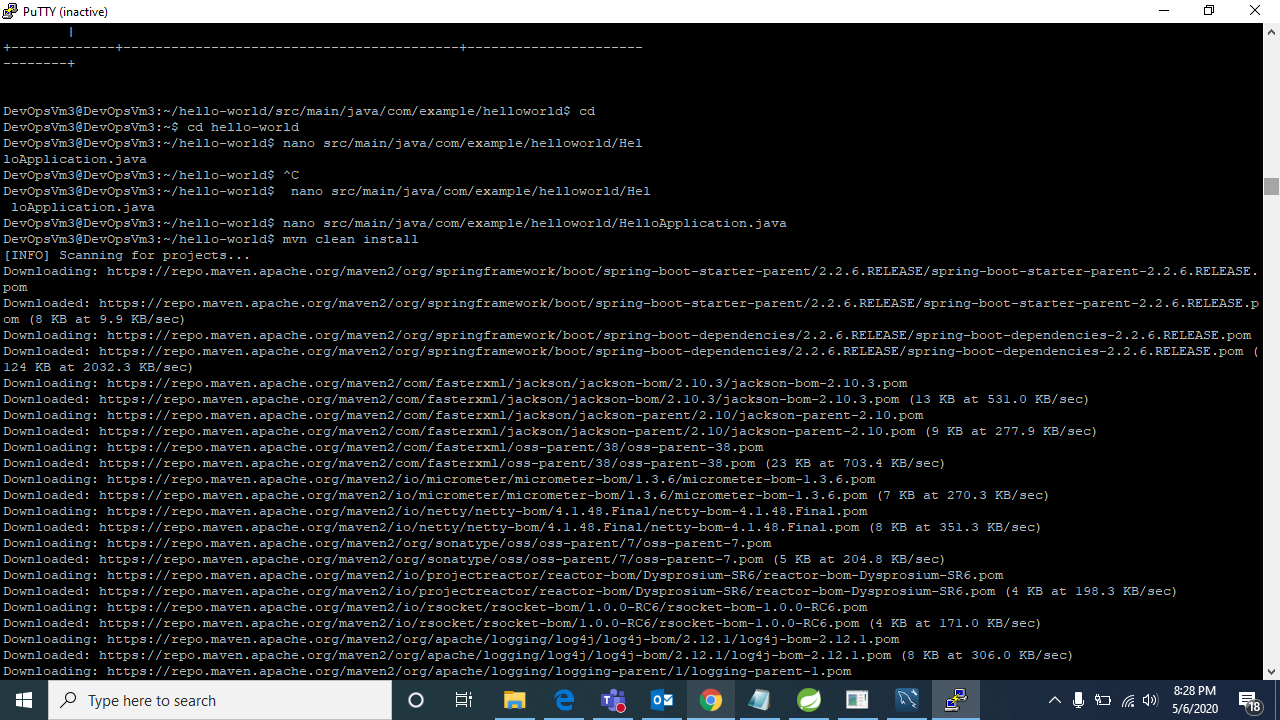 PuTTY (inactive)
|
+-------------+------------------------------------------+----------------------
--------+
DevOpsVm3@DevOpsVm3:~/hello-world/src/main/java/com/example/helloworld$ cd
DevOpsVm3@DevOpsVm3:~$ cd hello-world
DevOpsVm3@DevOpsVm3:~/hello-world$ nano src/main/java/com/example/helloworld/Hel
loApplication.java
DevOpsVm3@DevOpsVm3:~/hello-world$ ^C
DevOpsVm3@DevOpsVm3:~/hello-world$  nano src/main/java/com/example/helloworld/Hel
 loApplication.java
DevOpsVm3@DevOpsVm3:~/hello-world$ nano src/main/java/com/example/helloworld/HelloApplication.java
DevOpsVm3@DevOpsVm3:~/hello-world$ mvn clean install
[INFO] Scanning for projects...
Downloading: https://repo.maven.apache.org/maven2/org/springframework/boot/spring-boot-starter-parent/2.2.6.RELEASE/spring-boot-starter-parent-2.2.6.RELEASE.
pom
Downloaded: https://repo.maven.apache.org/maven2/org/springframework/boot/spring-boot-starter-parent/2.2.6.RELEASE/spring-boot-starter-parent-2.2.6.RELEASE.p
om (8 KB at 9.9 KB/sec)
Downloading: https://repo.maven.apache.org/maven2/org/springframework/boot/spring-boot-dependencies/2.2.6.RELEASE/spring-boot-dependencies-2.2.6.RELEASE.pom
Downloaded: https://repo.maven.apache.org/maven2/org/springframework/boot/spring-boot-dependencies/2.2.6.RELEASE/spring-boot-dependencies-2.2.6.RELEASE.pom (
124 KB at 2032.3 KB/sec)
Downloading: https://repo.maven.apache.org/maven2/com/fasterxml/jackson/jackson-bom/2.10.3/jackson-bom-2.10.3.pom
Downloaded: https://repo.maven.apache.org/maven2/com/fasterxml/jackson/jackson-bom/2.10.3/jackson-bom-2.10.3.pom (13 KB at 531.0 KB/sec)
Downloading: https://repo.maven.apache.org/maven2/com/fasterxml/jackson/jackson-parent/2.10/jackson-parent-2.10.pom
Downloaded: https://repo.maven.apache.org/maven2/com/fasterxml/jackson/jackson-parent/2.10/jackson-parent-2.10.pom (9 KB at 277.9 KB/sec)
Downloading: https://repo.maven.apache.org/maven2/com/fasterxml/oss-parent/38/oss-parent-38.pom
Downloaded: https://repo.maven.apache.org/maven2/com/fasterxml/oss-parent/38/oss-parent-38.pom (23 KB at 703.4 KB/sec)
Downloading: https://repo.maven.apache.org/maven2/io/micrometer/micrometer-bom/1.3.6/micrometer-bom-1.3.6.pom
Downloaded: https://repo.maven.apache.org/maven2/io/micrometer/micrometer-bom/1.3.6/micrometer-bom-1.3.6.pom (7 KB at 270.3 KB/sec)
Downloading: https://repo.maven.apache.org/maven2/io/netty/netty-bom/4.1.48.Final/netty-bom-4.1.48.Final.pom
Downloaded: https://repo.maven.apache.org/maven2/io/netty/netty-bom/4.1.48.Final/netty-bom-4.1.48.Final.pom (8 KB at 351.3 KB/sec)
Downloading: https://repo.maven.apache.org/maven2/org/sonatype/oss/oss-parent/7/oss-parent-7.pom
Downloaded: https://repo.maven.apache.org/maven2/org/sonatype/oss/oss-parent/7/oss-parent-7.pom (5 KB at 204.8 KB/sec)
Downloading: https://repo.maven.apache.org/maven2/io/projectreactor/reactor-bom/Dysprosium-SR6/reactor-bom-Dysprosium-SR6.pom
Downloaded: https://repo.maven.apache.org/maven2/io/projectreactor/reactor-bom/Dysprosium-SR6/reactor-bom-Dysprosium-SR6.pom (4 KB at 198.3 KB/sec)
Downloading: https://repo.maven.apache.org/maven2/io/rsocket/rsocket-bom/1.0.0-RC6/rsocket-bom-1.0.0-RC6.pom
Downloaded: https://repo.maven.apache.org/maven2/io/rsocket/rsocket-bom/1.0.0-RC6/rsocket-bom-1.0.0-RC6.pom (4 KB at 171.0 KB/sec)
Downloading: https://repo.maven.apache.org/maven2/org/apache/logging/log4j/log4j-bom/2.12.1/log4j-bom-2.12.1.pom
Downloaded: https://repo.maven.apache.org/maven2/org/apache/logging/log4j/log4j-bom/2.12.1/log4j-bom-2.12.1.pom (8 KB at 306.0 KB/sec)
Downloading: https://repo.maven.apache.org/maven2/org/apache/logging/logging-parent/1/logging-parent-1.pom
Type here to search
8:28 PM
5/6/2020
18